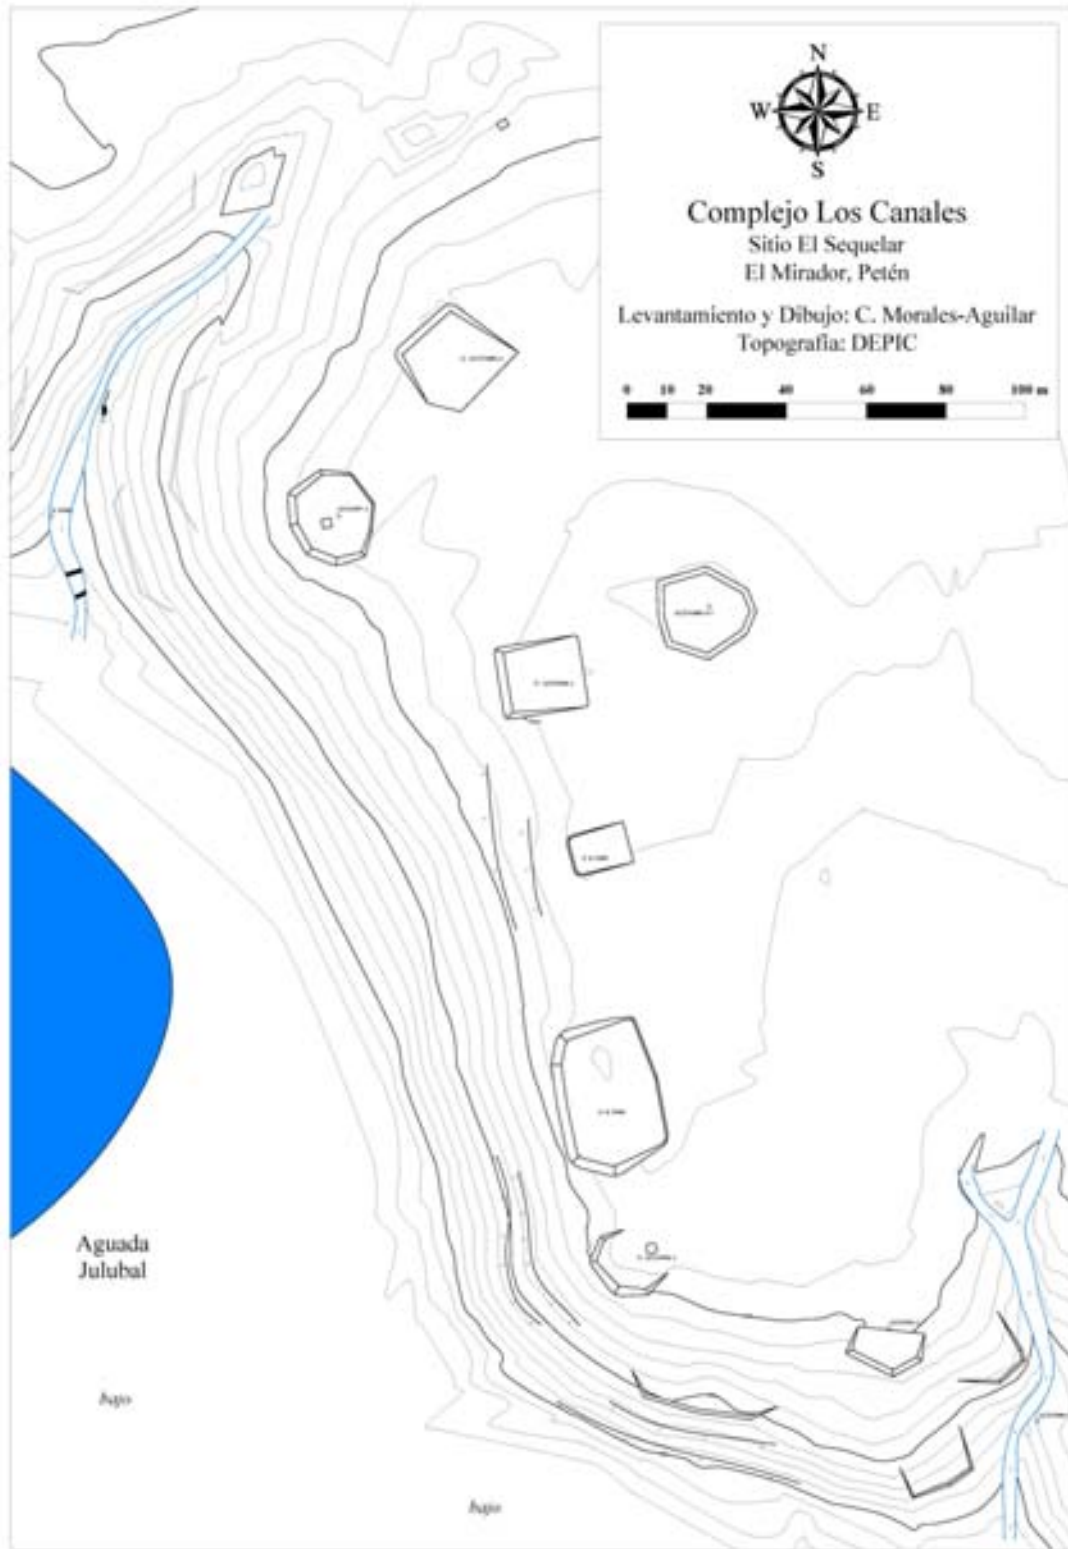 N
W E
S
Complejo Los Canales
Sitio El Sequelar
El Mirador, Petén
Levantamiento y Dibujo: C. Morales-Aguilar
Topografía: DEPIC
0 10 20 40 60 80 100 m
Aguada
Julubal
bajo
bajo